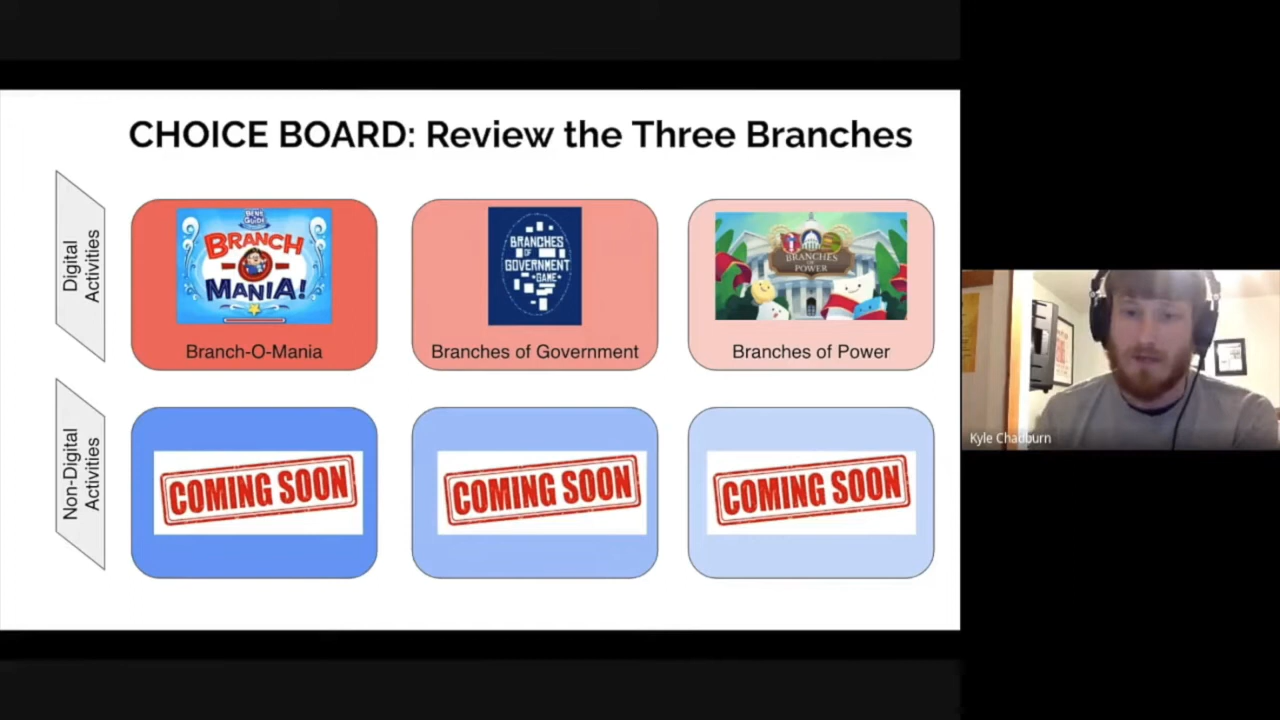 CHOICE BOARD: Review the Three Branches
Digital
Activities
BRANCH
O
MANIA!
Branch-O-Mania
BRANCHES
OF
GOVERNMENT
GAME
Branches of Government
BRANCHES
OF
POWER
Branches of Power
Non-Digital
Activities
COMING SOON
COMING SOON
COMING SOON
Kyle Chadburn